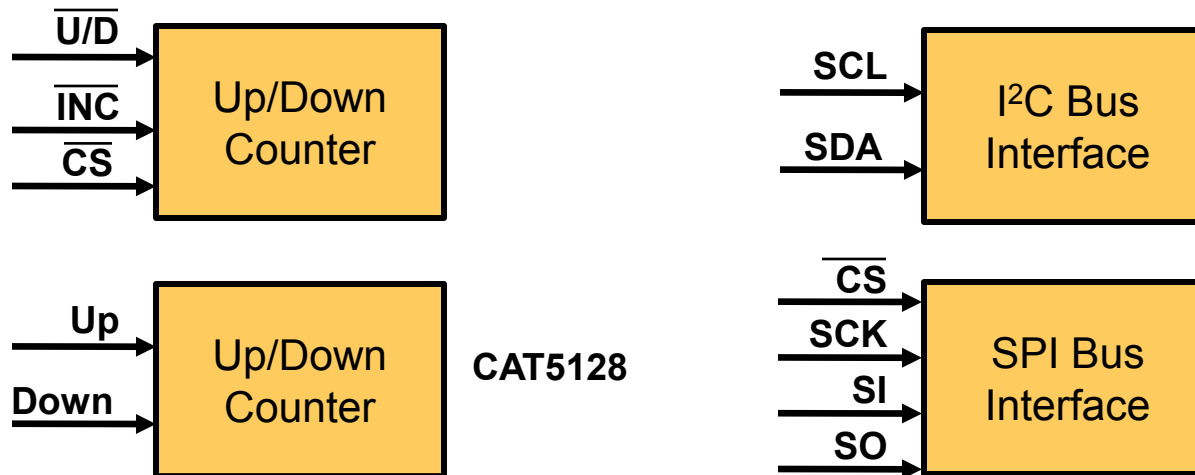 U/D
INC
CS
Up/Down
Counter
SCL
SDA
I²C Bus
Interface
Up
Down
Up/Down
Counter
CAT5128
CS
SCK
SI
SO
SPI Bus
Interface